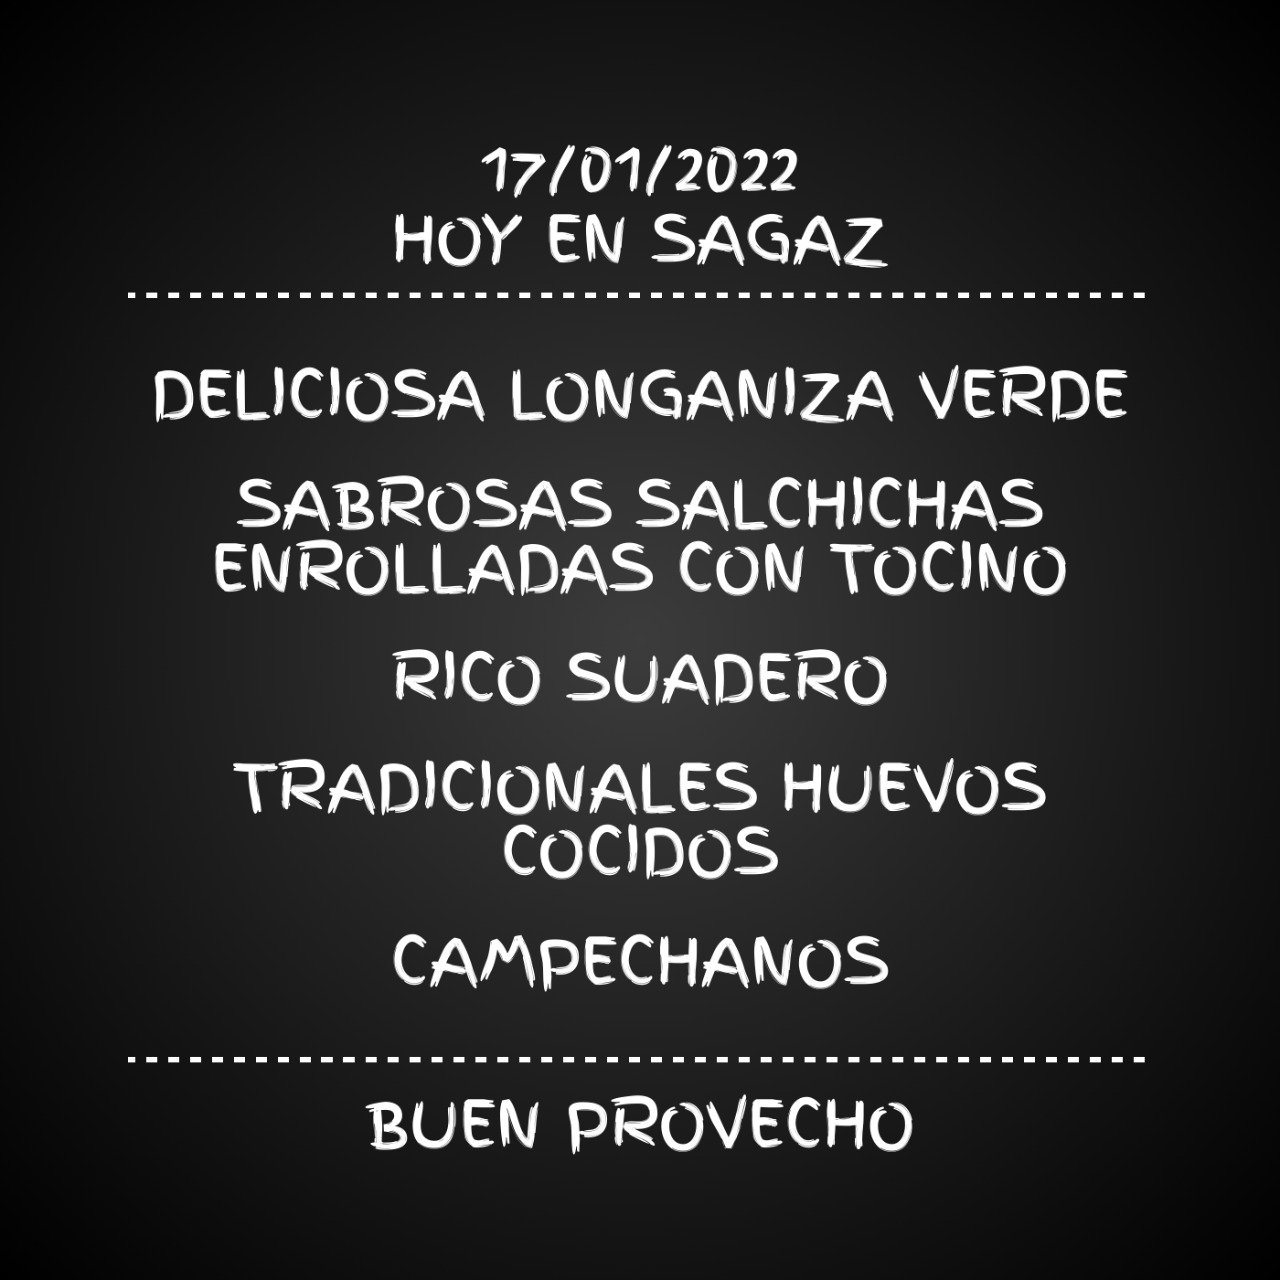 17/01/2022
HOY EN SAGAZ
DELICIOSA LONGANIZA VERDE
SABROSAS SALCHICHAS
ENROLLADAS CON TOCINO
RICO SUADERO
TRADICIONALES HUEVOS
COCIDOS
CAMPECHANOS
BUEN PROVECHO